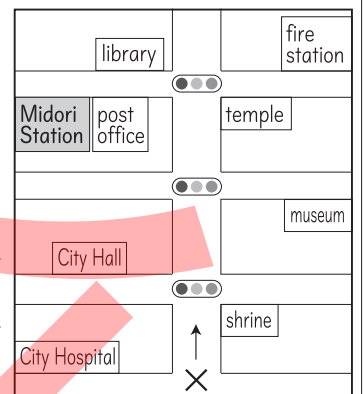 fire
station
library
Midori
Station
post
office
temple
museum
City Hall
shrine
City Hospital